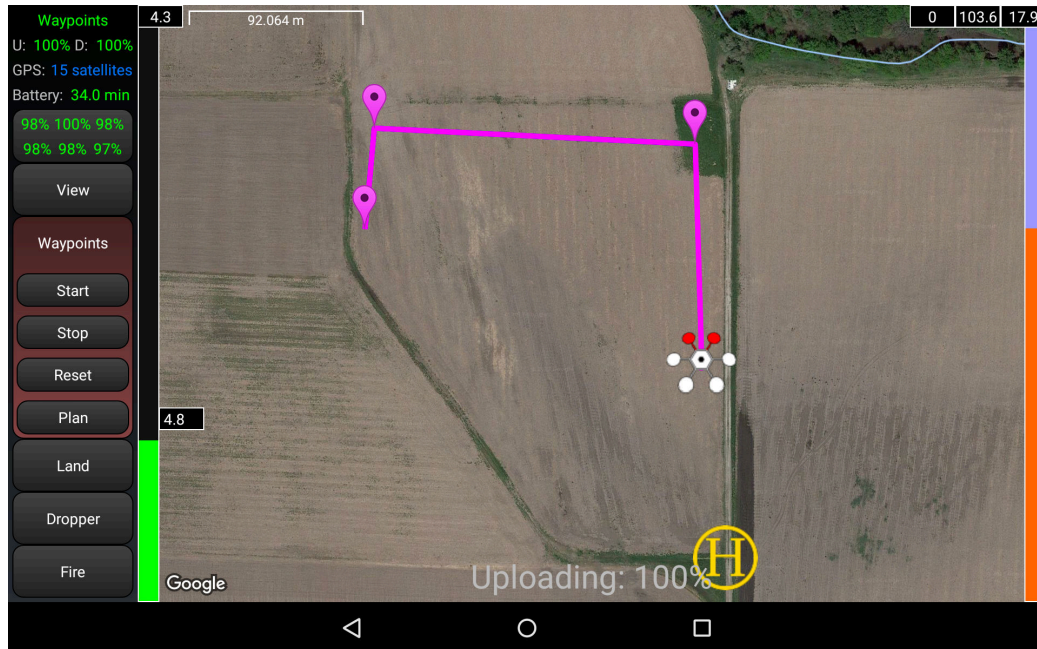 Waypoints
U: 100% D: 100%
GPS: 15 satellites
Battery: 34.0 min
98% 100% 98%
98% 98% 97%
View
Waypoints
Start
Stop
Reset
Plan
Land
Dropper
Fire
4.3
92.064 m
0 103.6 17.9
4.8
H
Uploading: 100%
Google